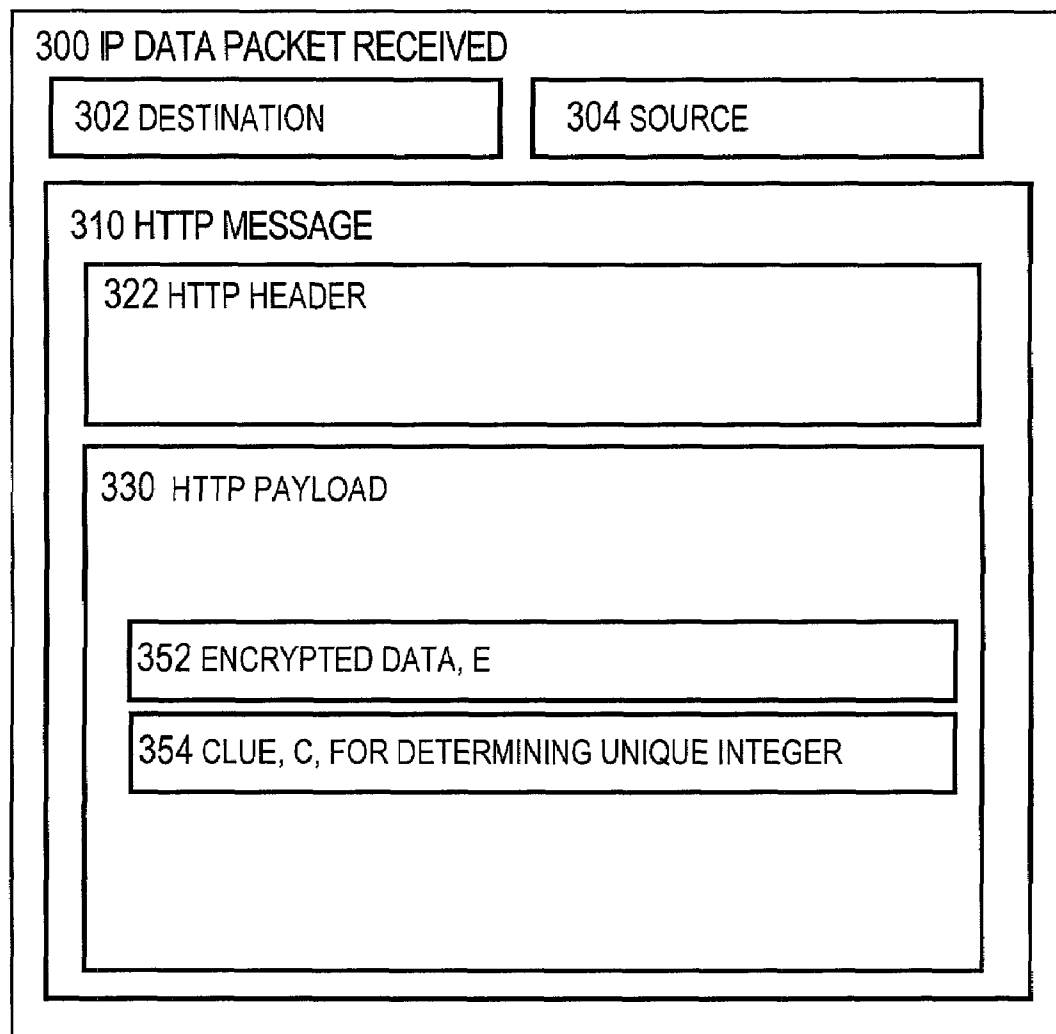 300 IP DATA PACKET RECEIVED
302 DESTINATION
304 SOURCE
310 HTTP MESSAGE
322 HTTP HEADER
330 HTTP PAYLOAD
352 ENCRYPTED DATA, E
354 CLUE, C, FOR DETERMINING UNIQUE INTEGER